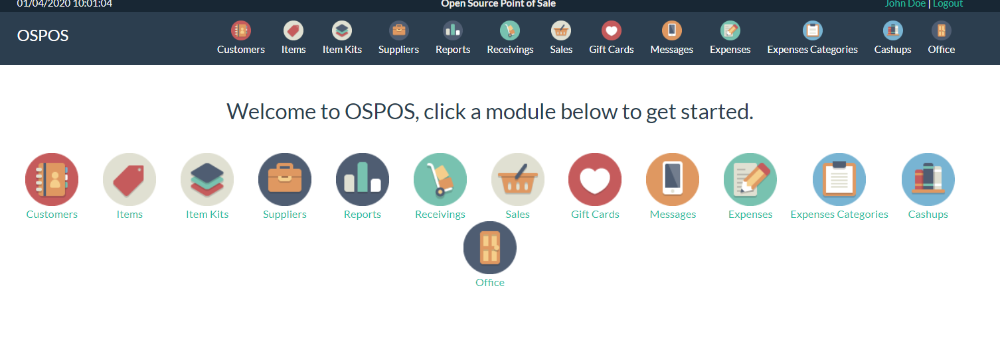 01/04/2020 10:01:04 Open Source Point of Sale John Doe | Logout
OSPOS
Customers Items Item Kits Suppliers Reports Receivings Sales Gift Cards Messages Expenses Expenses Categories Cashups Office
Welcome to OSPOS, click a module below to get started.
Customers Items Item Kits Suppliers Reports Receivings Sales Gift Cards Messages Expenses Expenses Categories Cashups
Office